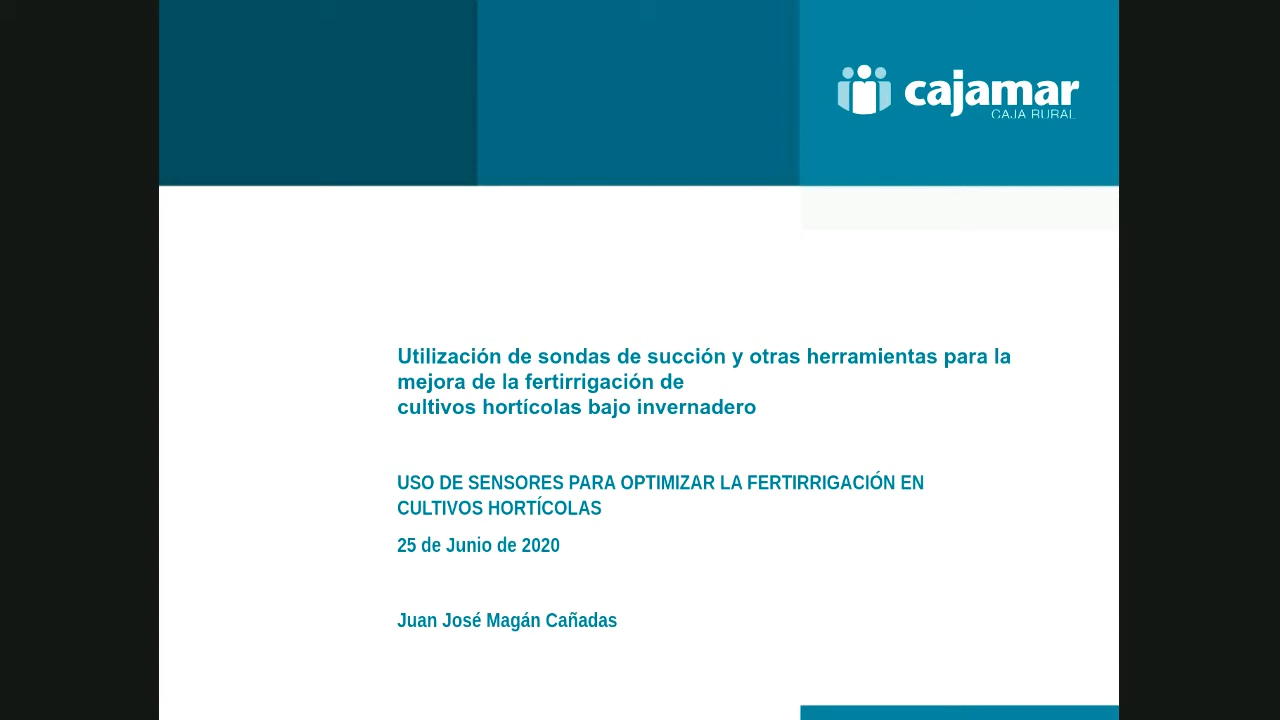 cajamar
CAJA RURAL
Utilización de sondas de succión y otras herramientas para la
mejora de la fertirrigación de
cultivos hortícolas bajo invernadero
USO DE SENSORES PARA OPTIMIZAR LA FERTIRRIGACIÓN EN
CULTIVOS HORTÍCOLAS
25 de Junio de 2020
Juan José Magán Cañadas